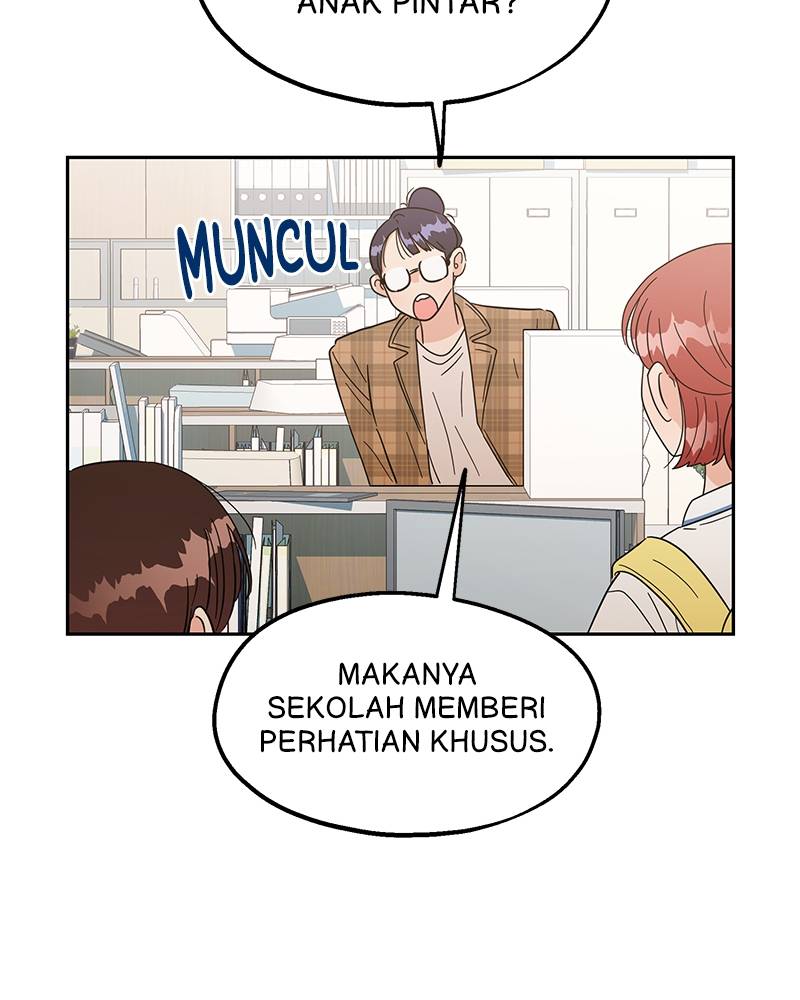 ANAK PINTAR?
MUNCUL
MAKANYA
SEKOLAH MEMBERI
PERHATIAN KHUSUS.